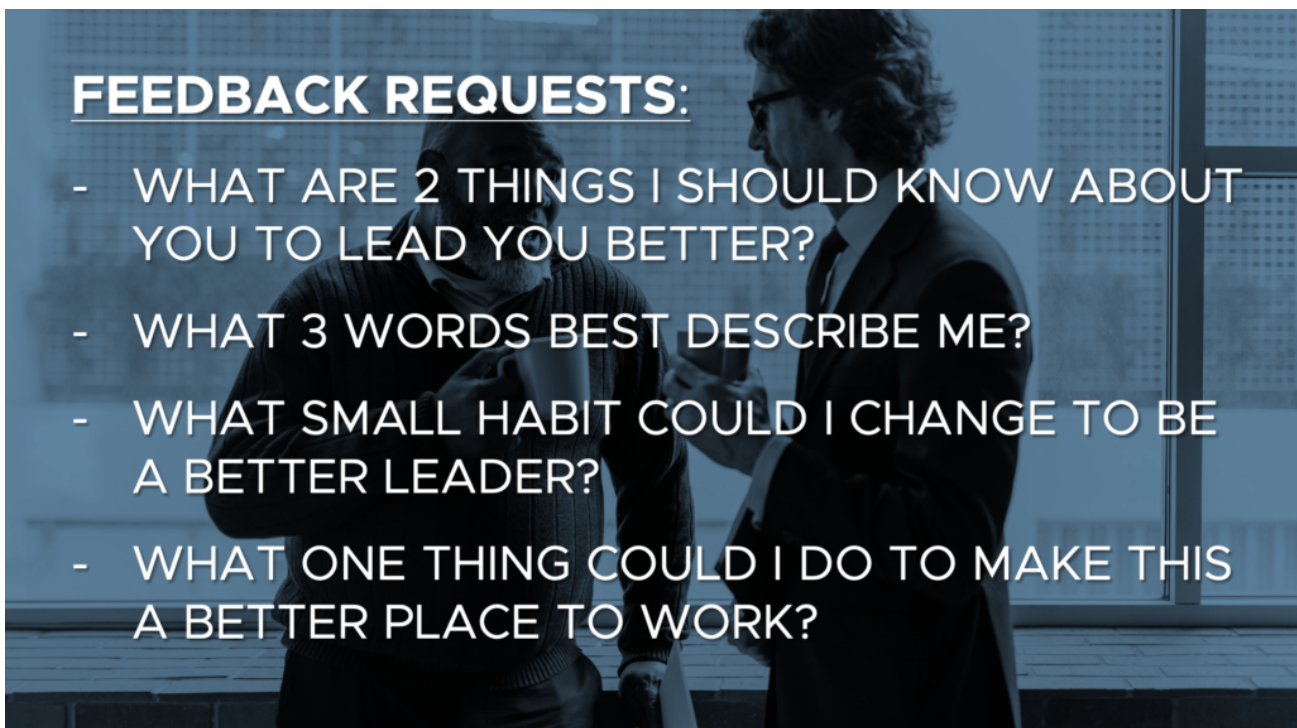 FEEDBACK REQUESTS:
- WHAT ARE 2 THINGS I SHOULD KNOW ABOUT
YOU TO LEAD YOU BETTER?
- WHAT 3 WORDS BEST DESCRIBE ME?
- WHAT SMALL HABIT COULD I CHANGE TO BE
A BETTER LEADER?
- WHAT ONE THING COULD I DO TO MAKE THIS
A BETTER PLACE TO WORK?